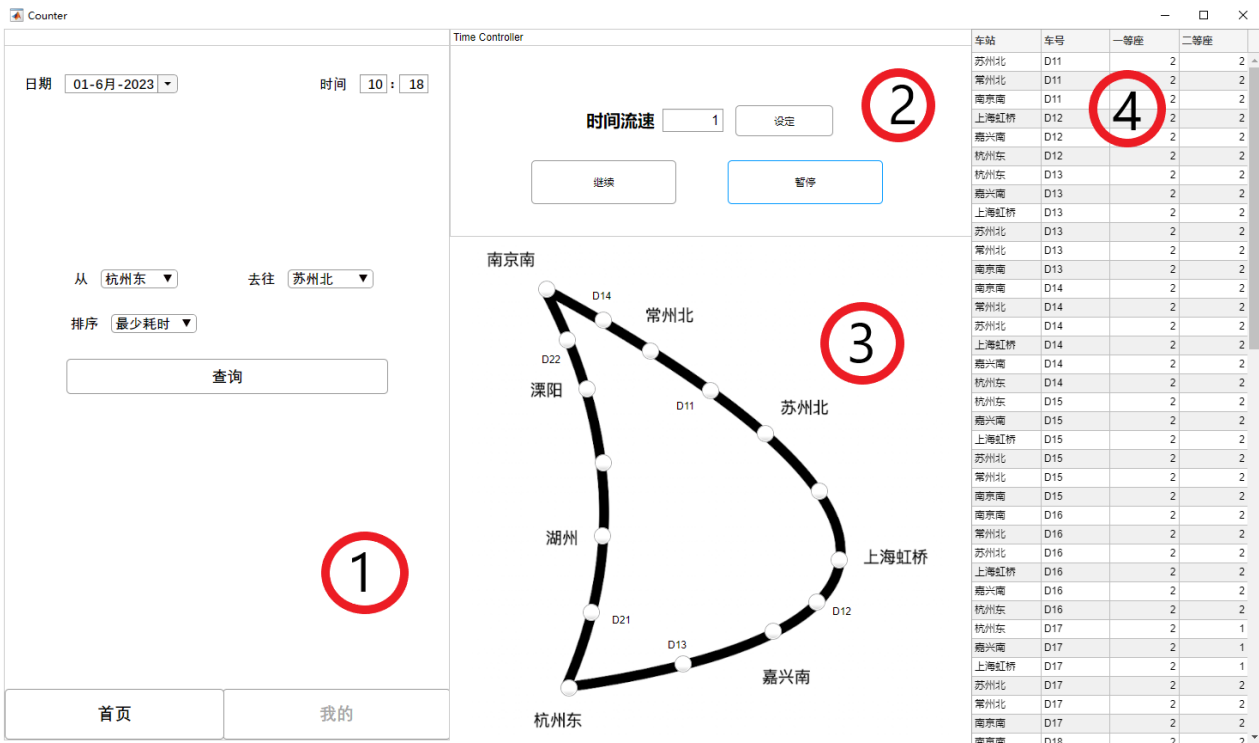 Counter
日期 01-6月-2023 时间 10 : 18
从 杭州东 去往 苏州北
排序 最少耗时
查询
1
首页 我的
Time Controller
时间流速 1 设定
继续 暂停
2
南京南
D14
常州北
D22
溧阳
D11
苏州北
3
湖州
上海虹桥
D21
D12
D13
嘉兴南
杭州东
4
车站 车号 一等座 二等座
苏州北 D11 2 2
常州北 D11 2 2
南京南 D11 2 2
上海虹桥 D12 2 2
嘉兴南 D12 2 2
杭州东 D12 2 2
杭州东 D13 2 2
嘉兴南 D13 2 2
上海虹桥 D13 2 2
苏州北 D13 2 2
常州北 D13 2 2
南京南 D13 2 2
南京南 D14 2 2
常州北 D14 2 2
苏州北 D14 2 2
上海虹桥 D14 2 2
嘉兴南 D14 2 2
杭州东 D14 2 2
杭州东 D15 2 2
嘉兴南 D15 2 2
上海虹桥 D15 2 2
苏州北 D15 2 2
常州北 D15 2 2
南京南 D15 2 2
南京南 D16 2 2
常州北 D16 2 2
苏州北 D16 2 2
上海虹桥 D16 2 2
嘉兴南 D16 2 2
杭州东 D16 2 2
杭州东 D17 2 1
嘉兴南 D17 2 1
上海虹桥 D17 2 1
苏州北 D17 2 2
常州北 D17 2 2
南京南 D17 2 2
南京南 D18 2 2